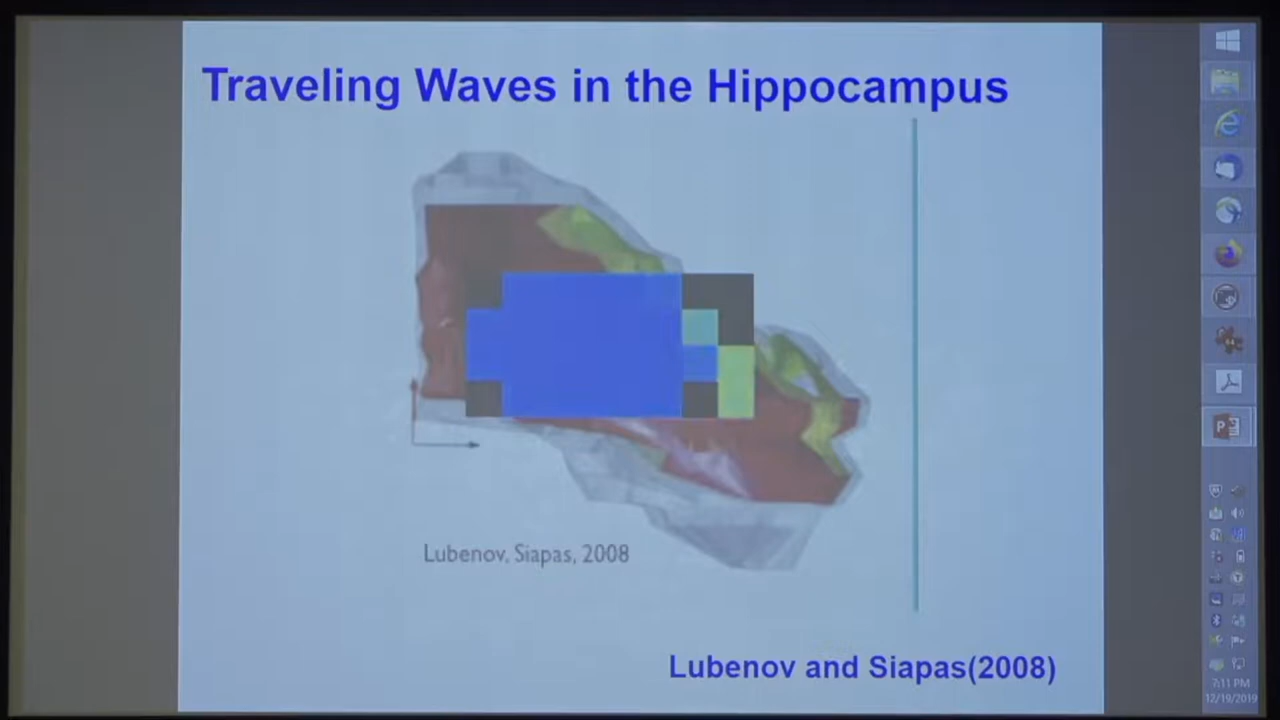 Traveling Waves in the Hippocampus
Lubenov, Siapas, 2008
Lubenov and Siapas(2008)
7:11 PM
12/19/2019